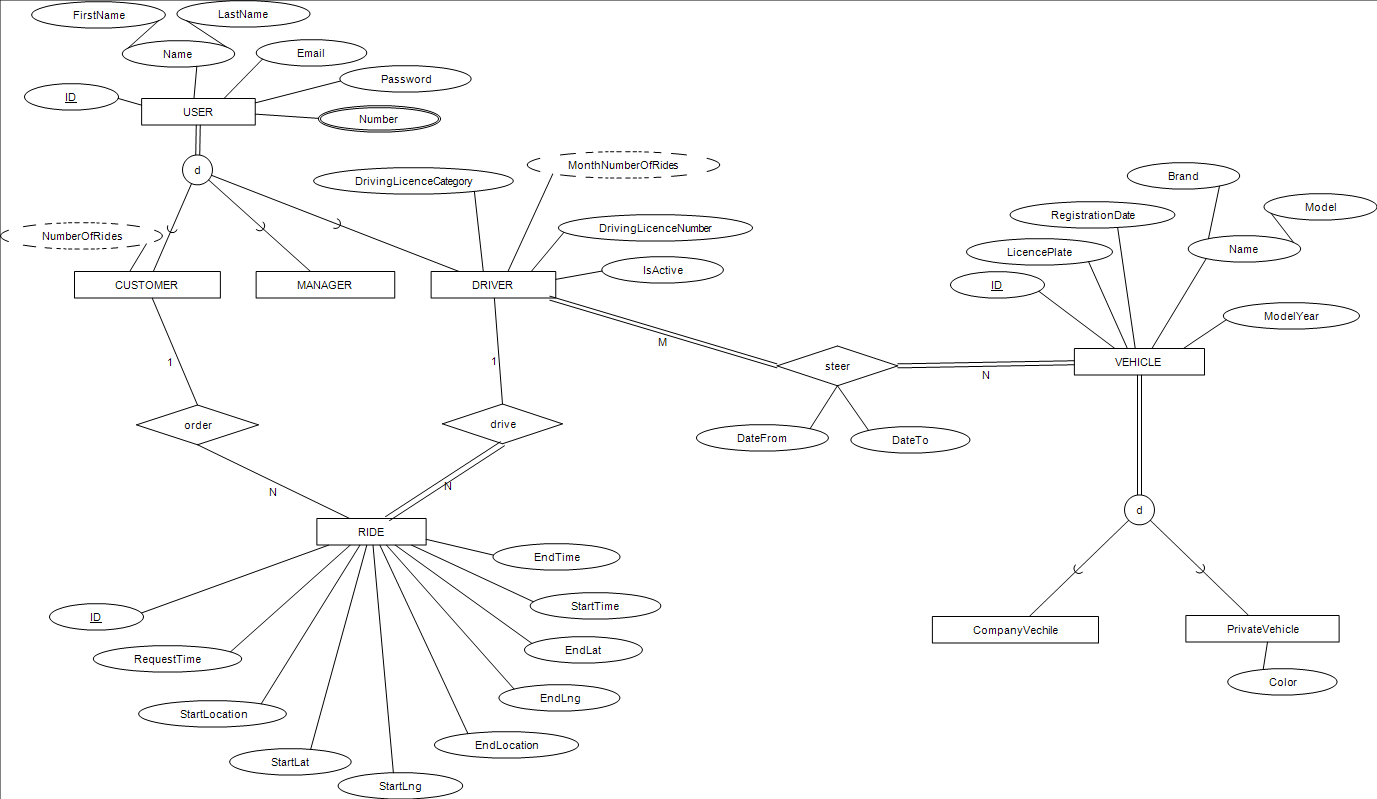 FirstName
LastName
Name
Email
Password
ID
USER
Number
d
MonthNumberOfRides
DrivingLicenceCategory
Brand
Model
RegistrationDate
NumberOfRides
DrivingLicenceNumber
LicencePlate
Name
IsActive
ID
CUSTOMER
MANAGER
DRIVER
ModelYear
M
VEHICLE
1
1
steer
N
order
drive
DateFrom
DateTo
N
N
d
RIDE
EndTime
ID
StartTime
CompanyVechile
PrivateVehicle
EndLat
RequestTime
Color
EndLng
StartLocation
EndLocation
StartLat
StartLng